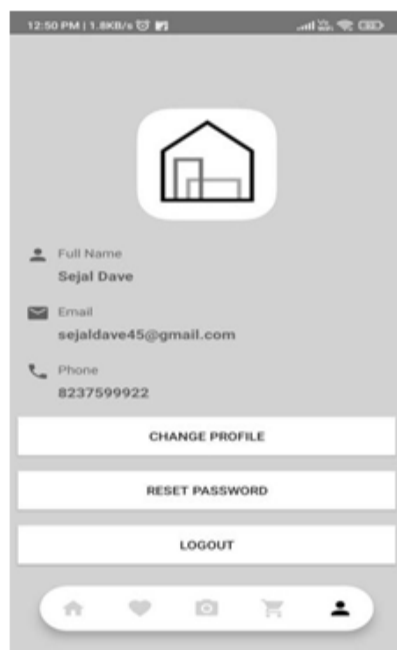 12:50 PM | 1.8KB/s
Full Name
Sejal Dave
Email
sejaldave45@gmail.com
Phone
8237599922
CHANGE PROFILE
RESET PASSWORD
LOGOUT